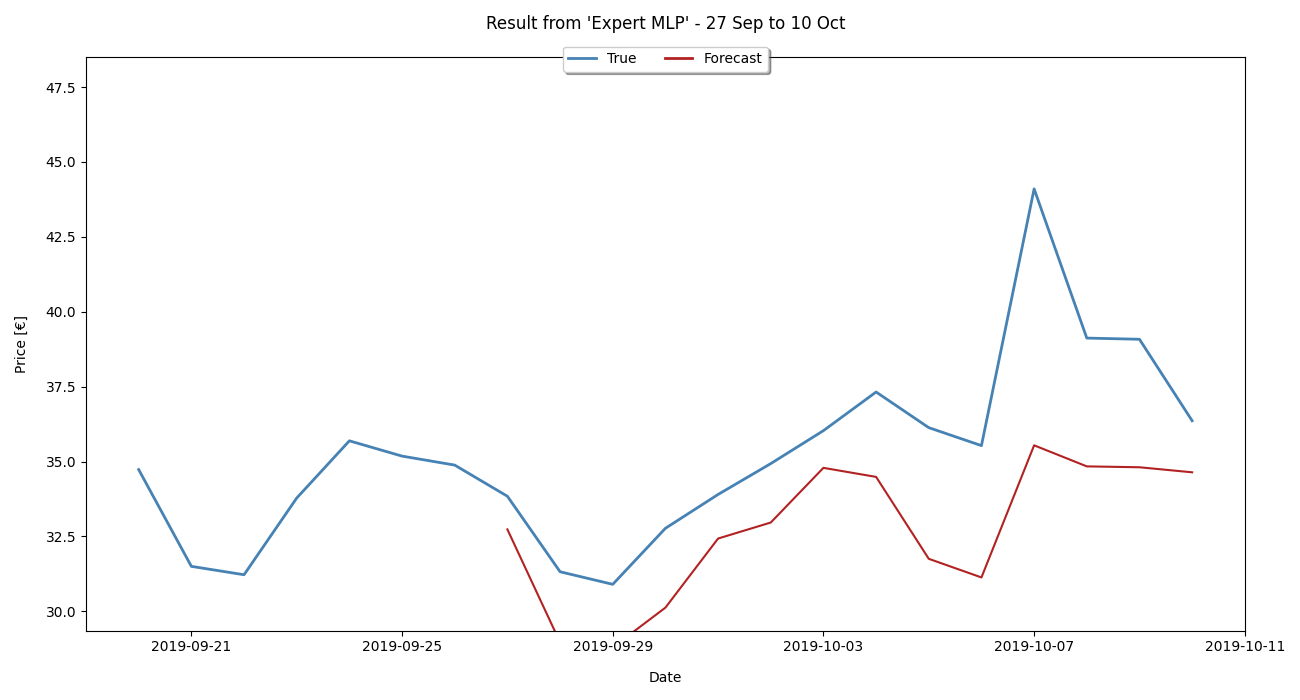 Result from 'Expert MLP' - 27 Sep to 10 Oct
True Forecast
47.5
45.0
42.5
40.0
37.5
35.0
32.5
30.0
Price [€]
2019-09-21 2019-09-25 2019-09-29 2019-10-03 2019-10-07 2019-10-11
Date